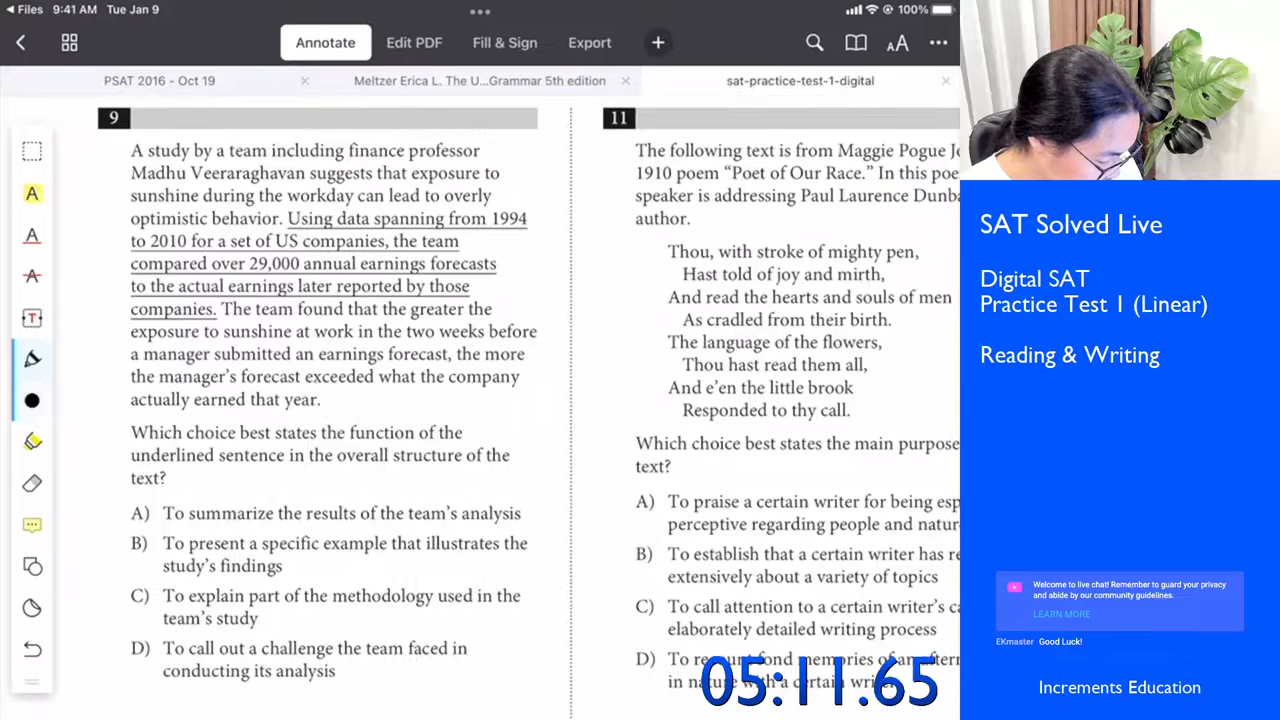 Files 9:41 AM Tue Jan 9
100%
Annotate Edit PDF Fill & Sign Export
PSAT 2016 - Oct 19
Meltzer Erica L. The U...Grammar 5th edition
sat-practice-test-1-digital
9
A study by a team including finance professor
Madhu Veeraraghavan suggests that exposure to
sunshine during the workday can lead to overly
optimistic behavior. Using data spanning from 1994
to 2010 for a set of US companies, the team
compared over 29,000 annual earnings forecasts
to the actual earnings later reported by those
companies. The team found that the greater the
exposure to sunshine at work in the two weeks before
a manager submitted an earnings forecast, the more
the manager's forecast exceeded what the company
actually earned that year.
Which choice best states the function of the
underlined sentence in the overall structure of the
text?
A) To summarize the results of the team's analysis
B) To present a specific example that illustrates the
study's findings
C) To explain part of the methodology used in the
team's study
D) To call out a challenge the team faced in
conducting its analysis
11
The following text is from Maggie Pogue
1910 poem "Poet of Our Race." In this
speaker is addressing Paul Laurence
author.
Thou, with stroke of mighty pen,
Hast told of joy and mirth,
And read the hearts and souls of men
As cradled from their birth.
The language of the flowers,
Thou hast read them all,
And e'en the little brook
Responded to thy call.
Which choice best states the main purpose
text?
A) To praise a certain writer for being
perceptive regarding people and
B) To establish that a certain writer has
extensively about a variety of topics
C) To call attention to a certain writer's
elaborately detailed writing process
D) To fond memories of an
in nature with a certain
05:11.65
SAT Solved Live
Digital SAT
Practice Test 1 (Linear)
Reading & Writing
Welcome to live chat! Remember to guard your privacy
and abide by our community guidelines.
LEARN MORE
EKmaster Good Luck!
Increments Education